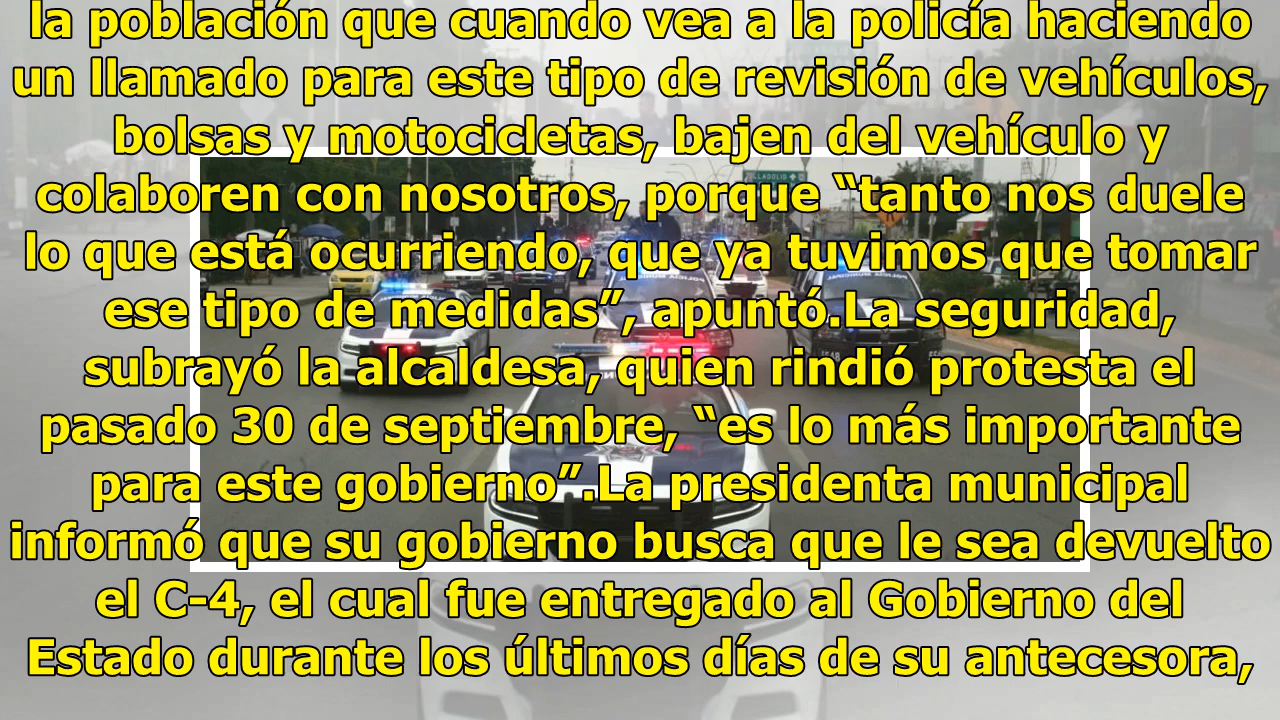 la población que cuando vea a la policía haciendo
un llamado para este tipo de revisión de vehículos,
bolsas y motocicletas, bajen del vehículo y
colaboren con nosotros, porque “tanto nos duele
lo que está ocurriendo, que ya tuvimos que tomar
ese tipo de medidas”, apuntó.La seguridad,
subrayó la alcaldesa, quien rindió protesta el
pasado 30 de septiembre, “es lo más importante
para este gobierno”.La presidenta municipal
informó que su gobierno busca que le sea devuelto
el C-4, el cual fue entregado al Gobierno del
Estado durante los últimos días de su antecesora,